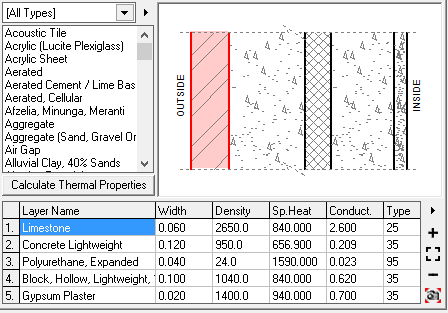 [All Types]
Acoustic Tile
Acrylic (Lucite Plexiglass)
Acrylic Sheet
Aerated
Aerated Cement / Lime Bas
Aerated, Cellular
Afzelia, Minunga, Meranti
Aggregate
Aggregate (Sand, Gravel Or
Air Gap
Alluvial Clay, 40% Sands
Calculate Thermal Properties
OUTSIDE
INSIDE
Layer Name Width Density Sp.Heat Conduct. Type
1. Limestone 0.060 2650.0 840.000 2.600 25
2. Concrete Lightweight 0.120 950.0 656.900 0.209 35
3. Polyurethane, Expanded 0.040 24.0 1590.000 0.023 95
4. Block, Hollow, Lightweight, 0.100 1040.0 840.000 0.620 35
5. Gypsum Plaster 0.020 1400.0 940.000 0.700 35